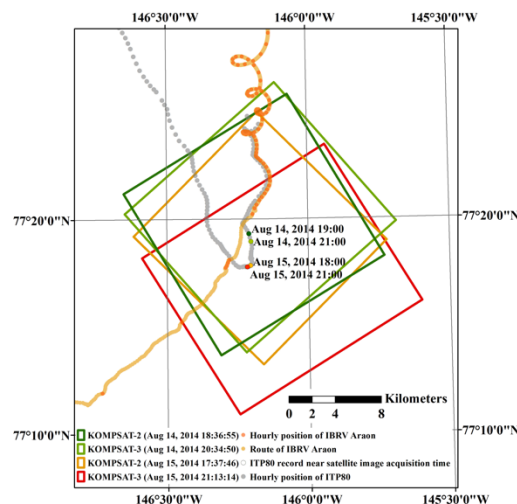 146°30'0"W 146°0'0"W 145°30'0"W
77°20'0"N 77°20'0"N
Aug 14, 2014 19:00
Aug 14, 2014 21:00
Aug 15, 2014 18:00
Aug 15, 2014 21:00
Kilometers
0 2 4 8
77°10'0"N 77°10'0"N
KOMPSAT-2 (Aug 14, 2014 18:36:55) Hourly position of IBRV Araon
KOMPSAT-3 (Aug 14, 2014 20:34:50) Route of IBRV Araon
KOMPSAT-2 (Aug 15, 2014 17:37:46) ITP80 record near satellite image acquisition time
KOMPSAT-3 (Aug 15, 2014 21:13:14) Hourly position of ITP80
146°30'0"W 146°0'0"W 145°30'0"W